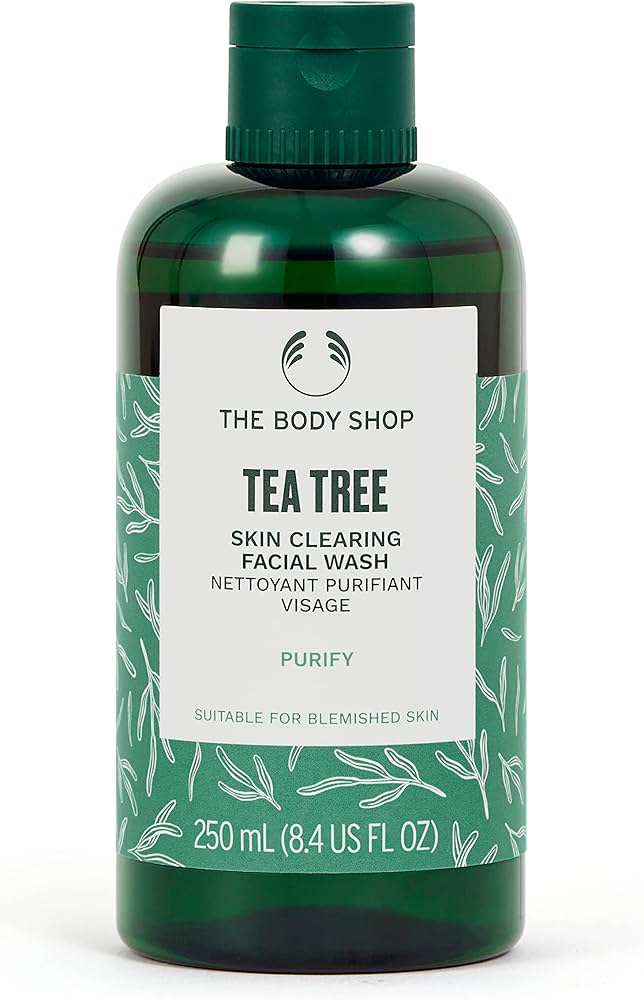 THE BODY SHOP
TEA TREE
SKIN CLEARING
FACIAL WASH
NETTOYANT PURIFIANT
VISAGE
PURIFY
SUITABLE FOR BLEMISHED SKIN
250 mL (8.4 US FL OZ)